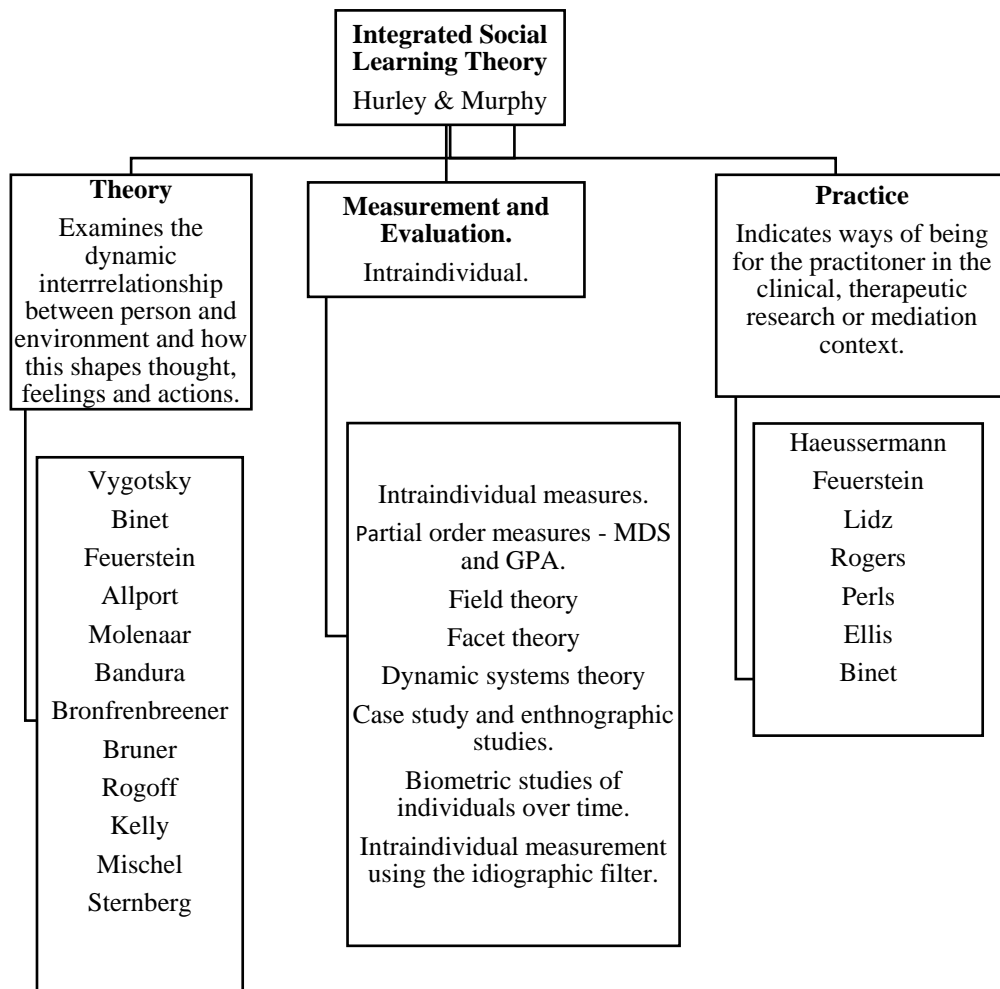 Integrated Social
Learning Theory
Hurley & Murphy
Theory
Examines the
dynamic
interrrelationship
between person and
environment and how
this shapes thought,
feelings and actions.
Vygotsky
Binet
Feuerstein
Allport
Molenaar
Bandura
Bronfrenbreener
Bruner
Rogoff
Kelly
Mischel
Sternberg
Measurement and
Evaluation.
Intraindividual.
Intraindividual measures.
Partial order measures - MDS
and GPA.
Field theory
Facet theory
Dynamic systems theory
Case study and enthnographic
studies.
Biometric studies of
individuals over time.
Intraindividual measurement
using the idiographic filter.
Practice
Indicates ways of being
for the practitoner in the
clinical, therapeutic
research or mediation
context.
Haeussermann
Feuerstein
Lidz
Rogers
Perls
Ellis
Binet